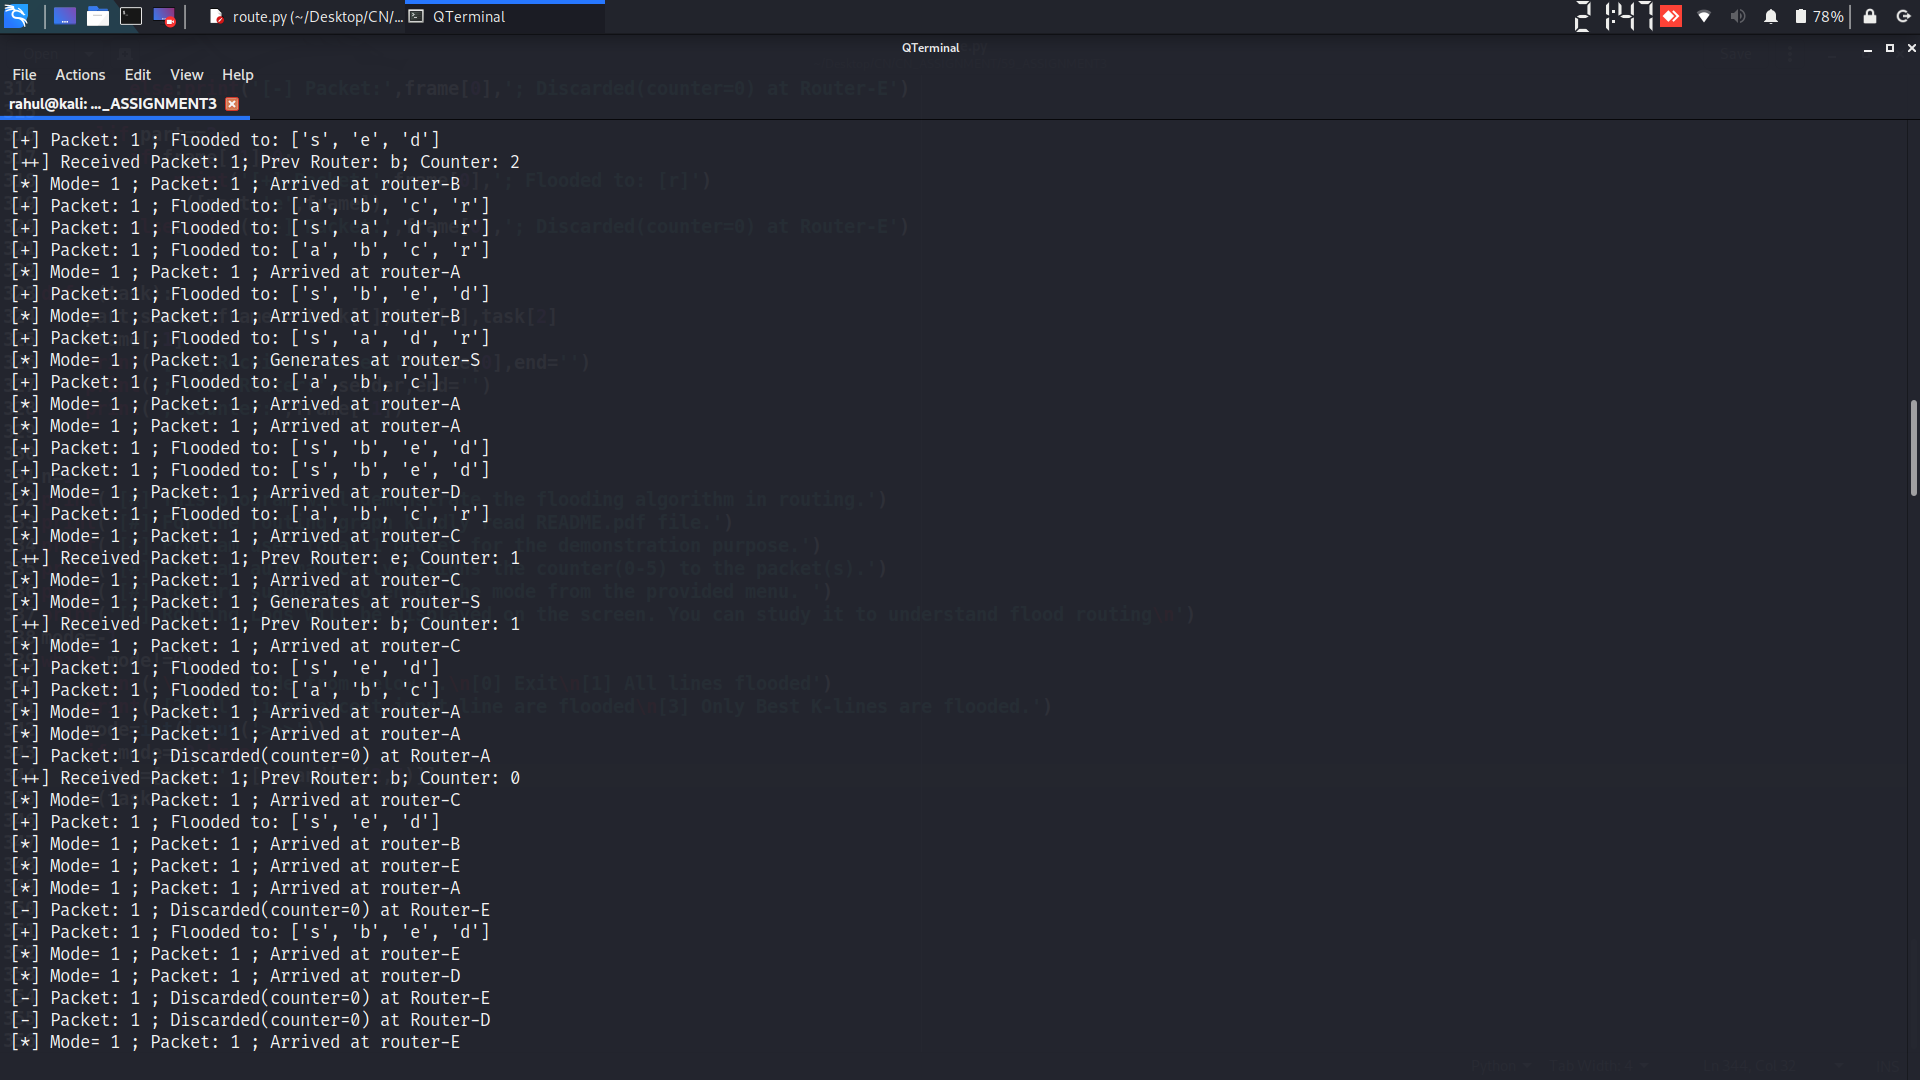 route.py (~/Desktop/CN/...
QTerminal
21:47
78%
QTerminal
File Actions Edit View Help
rahul@kali: ..._ASSIGNMENT3
[+] Packet: 1 ; Flooded to: ['s', 'e', 'd']
[++] Received Packet: 1; Prev Router: b; Counter: 2
[*] Mode= 1 ; Packet: 1 ; Arrived at router-B
[+] Packet: 1 ; Flooded to: ['a', 'b', 'c', 'r']
[+] Packet: 1 ; Flooded to: ['s', 'a', 'd', 'r']
[+] Packet: 1 ; Flooded to: ['a', 'b', 'c', 'r']
[*] Mode= 1 ; Packet: 1 ; Arrived at router-A
[+] Packet: 1 ; Flooded to: ['s', 'b', 'e', 'd']
[*] Mode= 1 ; Packet: 1 ; Arrived at router-B
[+] Packet: 1 ; Flooded to: ['s', 'a', 'd', 'r']
[*] Mode= 1 ; Packet: 1 ; Generates at router-S
[+] Packet: 1 ; Flooded to: ['a', 'b', 'c']
[*] Mode= 1 ; Packet: 1 ; Arrived at router-A
[*] Mode= 1 ; Packet: 1 ; Arrived at router-A
[+] Packet: 1 ; Flooded to: ['s', 'b', 'e', 'd']
[+] Packet: 1 ; Flooded to: ['s', 'b', 'e', 'd']
[*] Mode= 1 ; Packet: 1 ; Arrived at router-D
[+] Packet: 1 ; Flooded to: ['a', 'b', 'c', 'r']
[*] Mode= 1 ; Packet: 1 ; Arrived at router-C
[++] Received Packet: 1; Prev Router: e; Counter: 1
[*] Mode= 1 ; Packet: 1 ; Arrived at router-C
[*] Mode= 1 ; Packet: 1 ; Generates at router-S
[++] Received Packet: 1; Prev Router: b; Counter: 1
[*] Mode= 1 ; Packet: 1 ; Arrived at router-C
[+] Packet: 1 ; Flooded to: ['s', 'e', 'd']
[+] Packet: 1 ; Flooded to: ['a', 'b', 'c']
[*] Mode= 1 ; Packet: 1 ; Arrived at router-A
[*] Mode= 1 ; Packet: 1 ; Arrived at router-A
[-] Packet: 1 ; Discarded(counter=0) at Router-A
[++] Received Packet: 1; Prev Router: b; Counter: 0
[*] Mode= 1 ; Packet: 1 ; Arrived at router-C
[+] Packet: 1 ; Flooded to: ['s', 'e', 'd']
[*] Mode= 1 ; Packet: 1 ; Arrived at router-B
[*] Mode= 1 ; Packet: 1 ; Arrived at router-E
[*] Mode= 1 ; Packet: 1 ; Arrived at router-A
[-] Packet: 1 ; Discarded(counter=0) at Router-E
[+] Packet: 1 ; Flooded to: ['s', 'b', 'e', 'd']
[*] Mode= 1 ; Packet: 1 ; Arrived at router-E
[*] Mode= 1 ; Packet: 1 ; Arrived at router-D
[-] Packet: 1 ; Discarded(counter=0) at Router-E
[-] Packet: 1 ; Discarded(counter=0) at Router-D
[*] Mode= 1 ; Packet: 1 ; Arrived at router-E